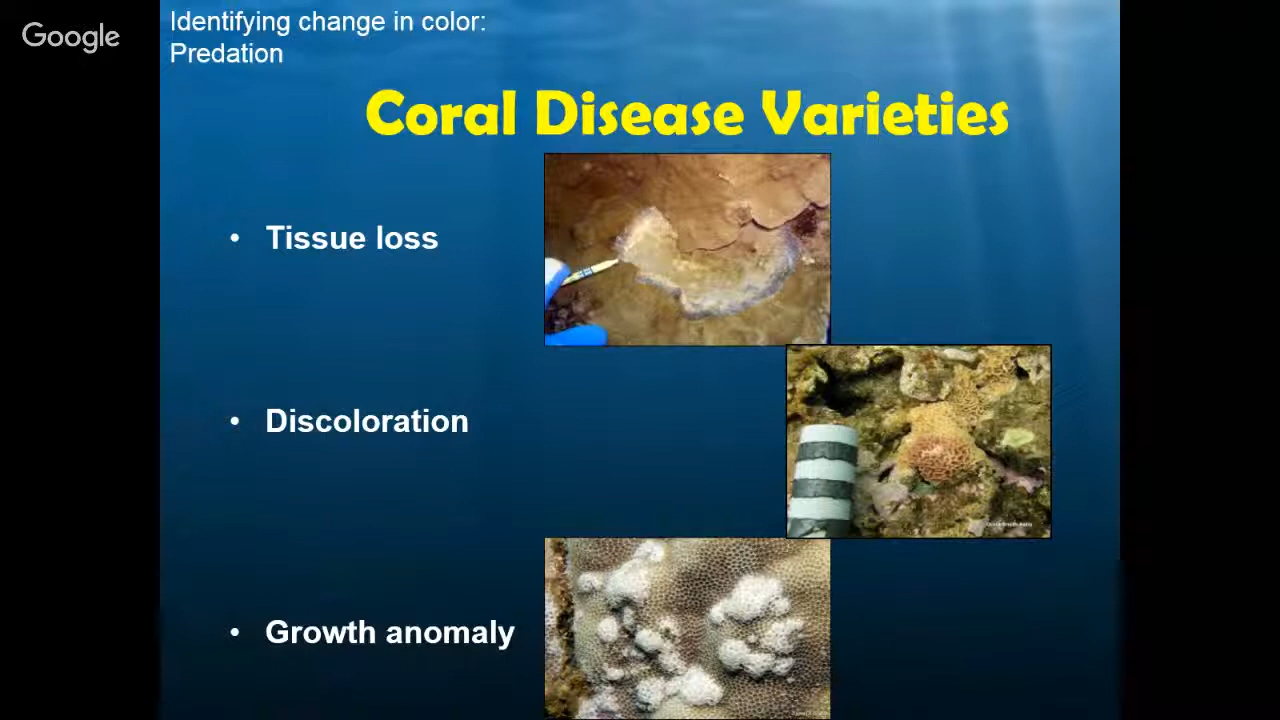 Google
Identifying change in color:
Predation
Coral Disease Varieties
• Tissue loss
• Discoloration
• Growth anomaly